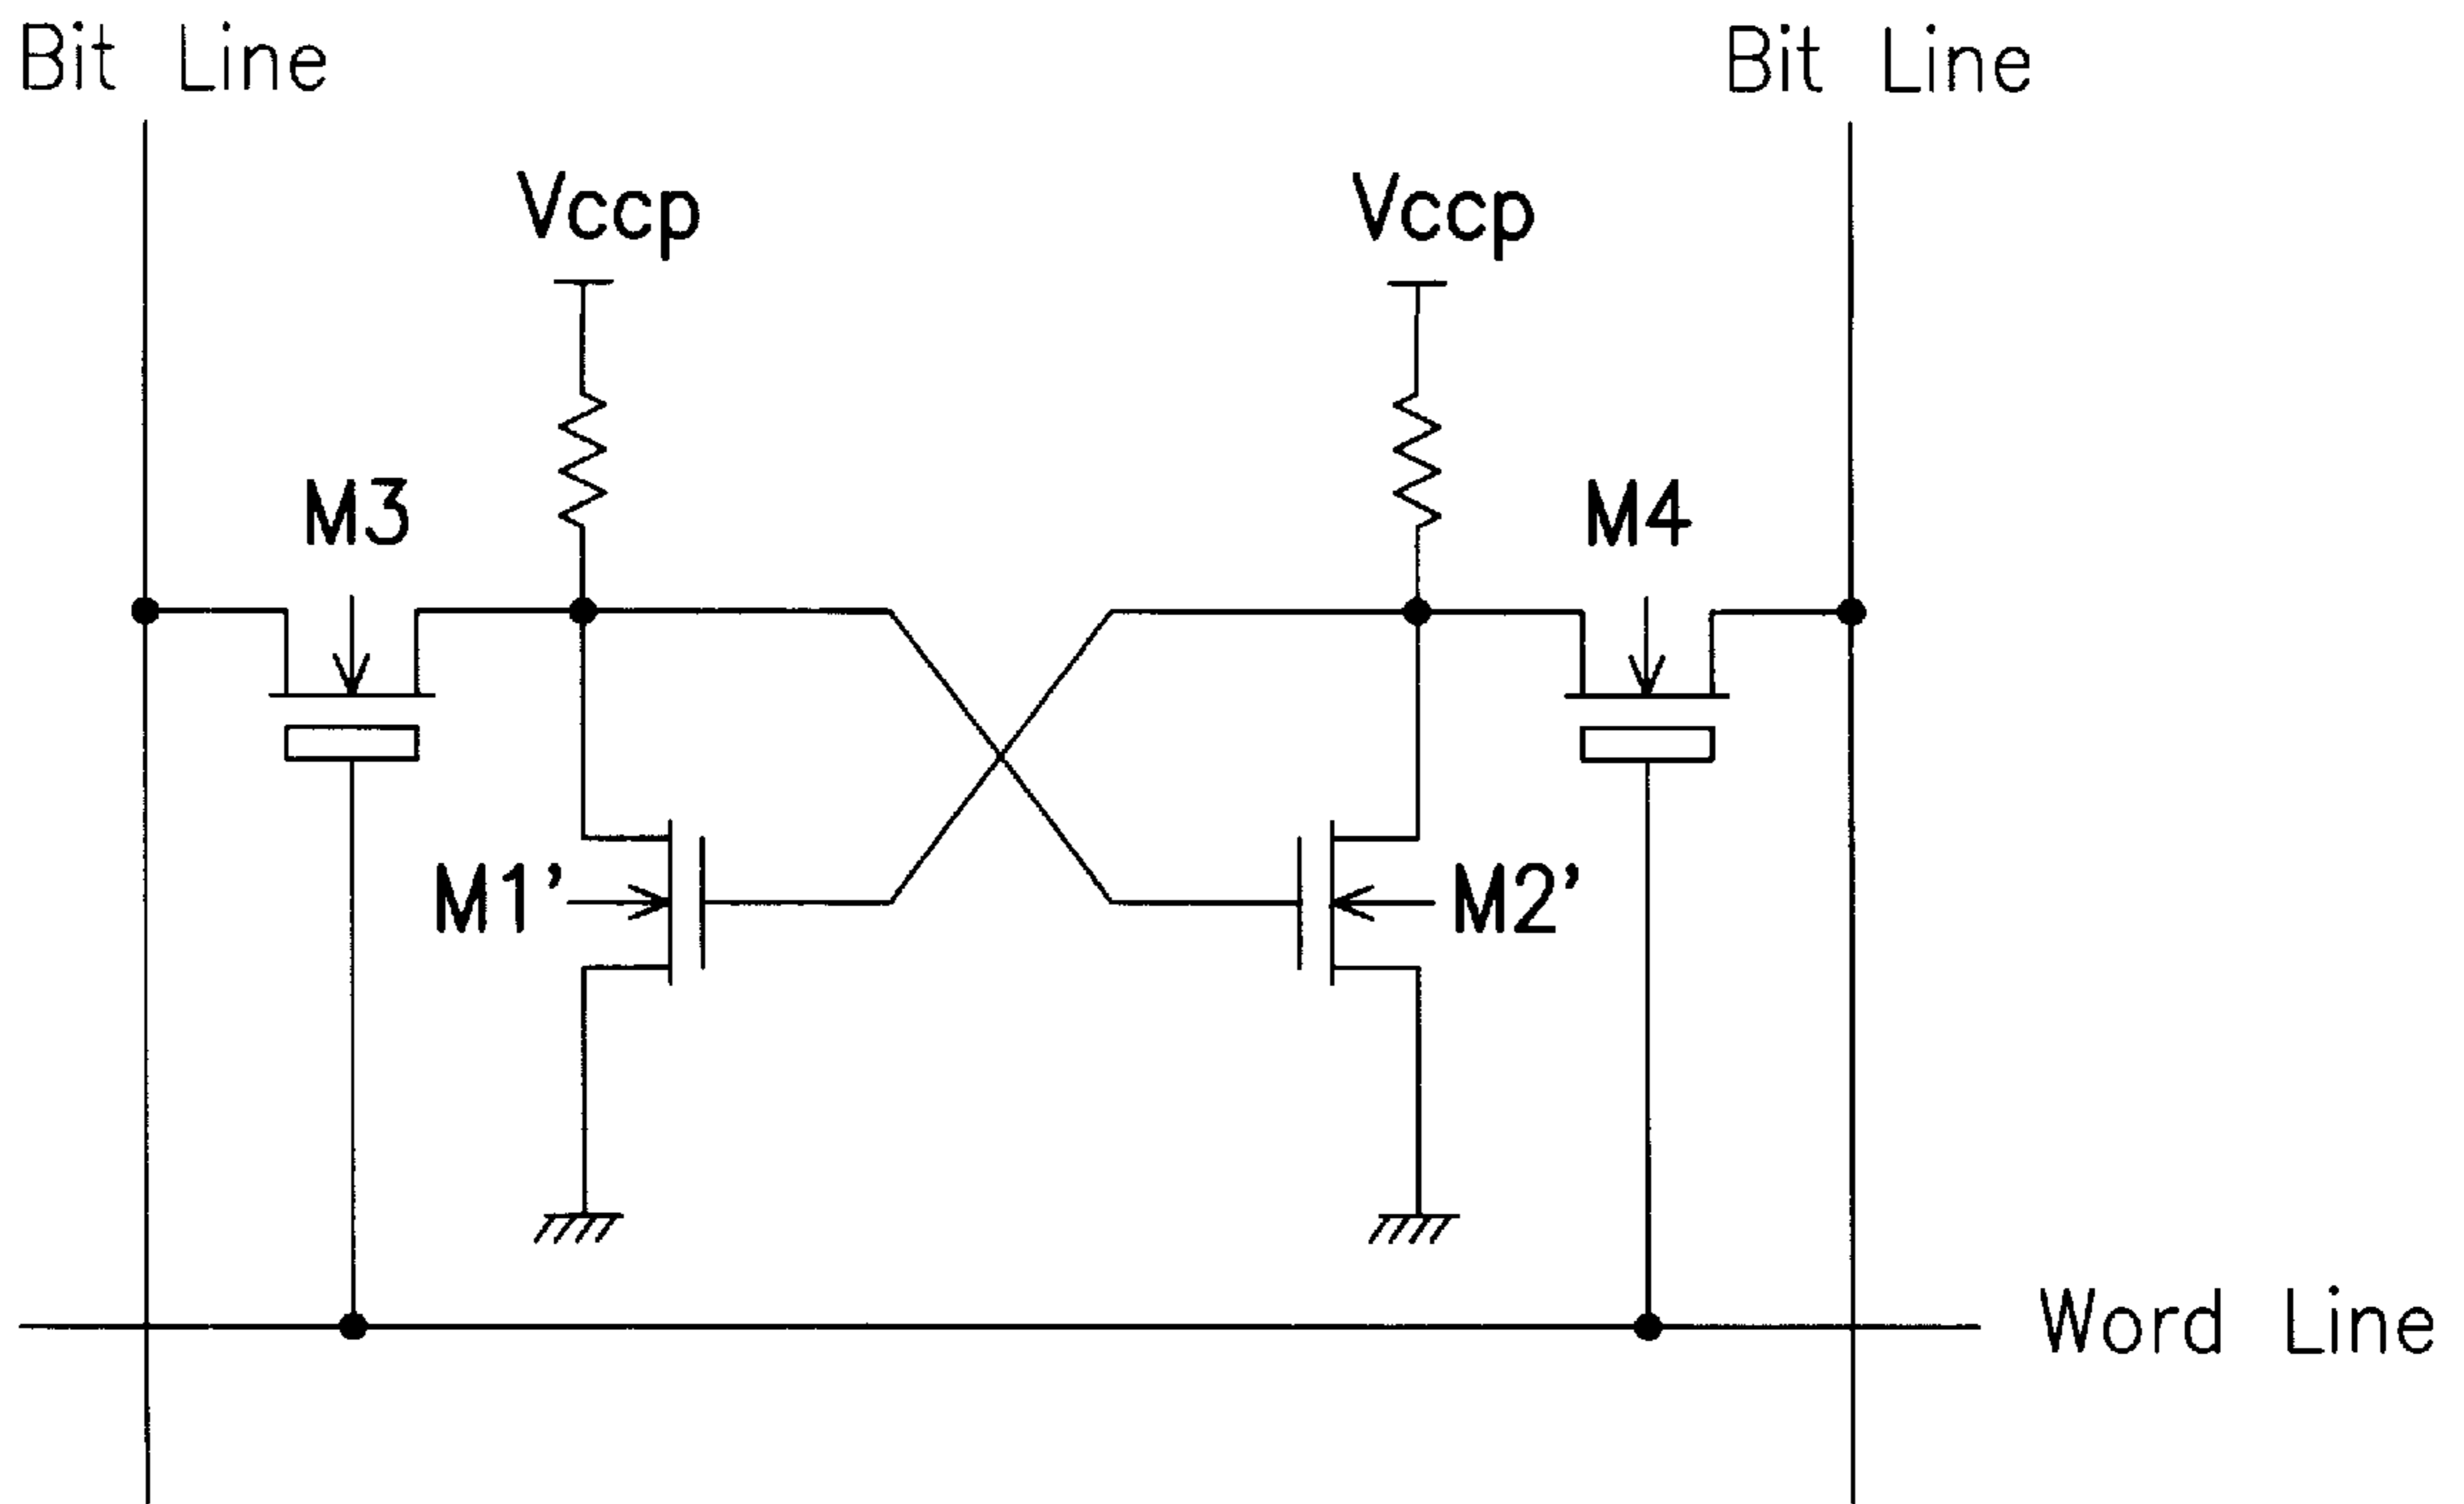 Bit Line
Bit Line
Vccp
Vccp
M3
M4
M1'
M2'
Word Line